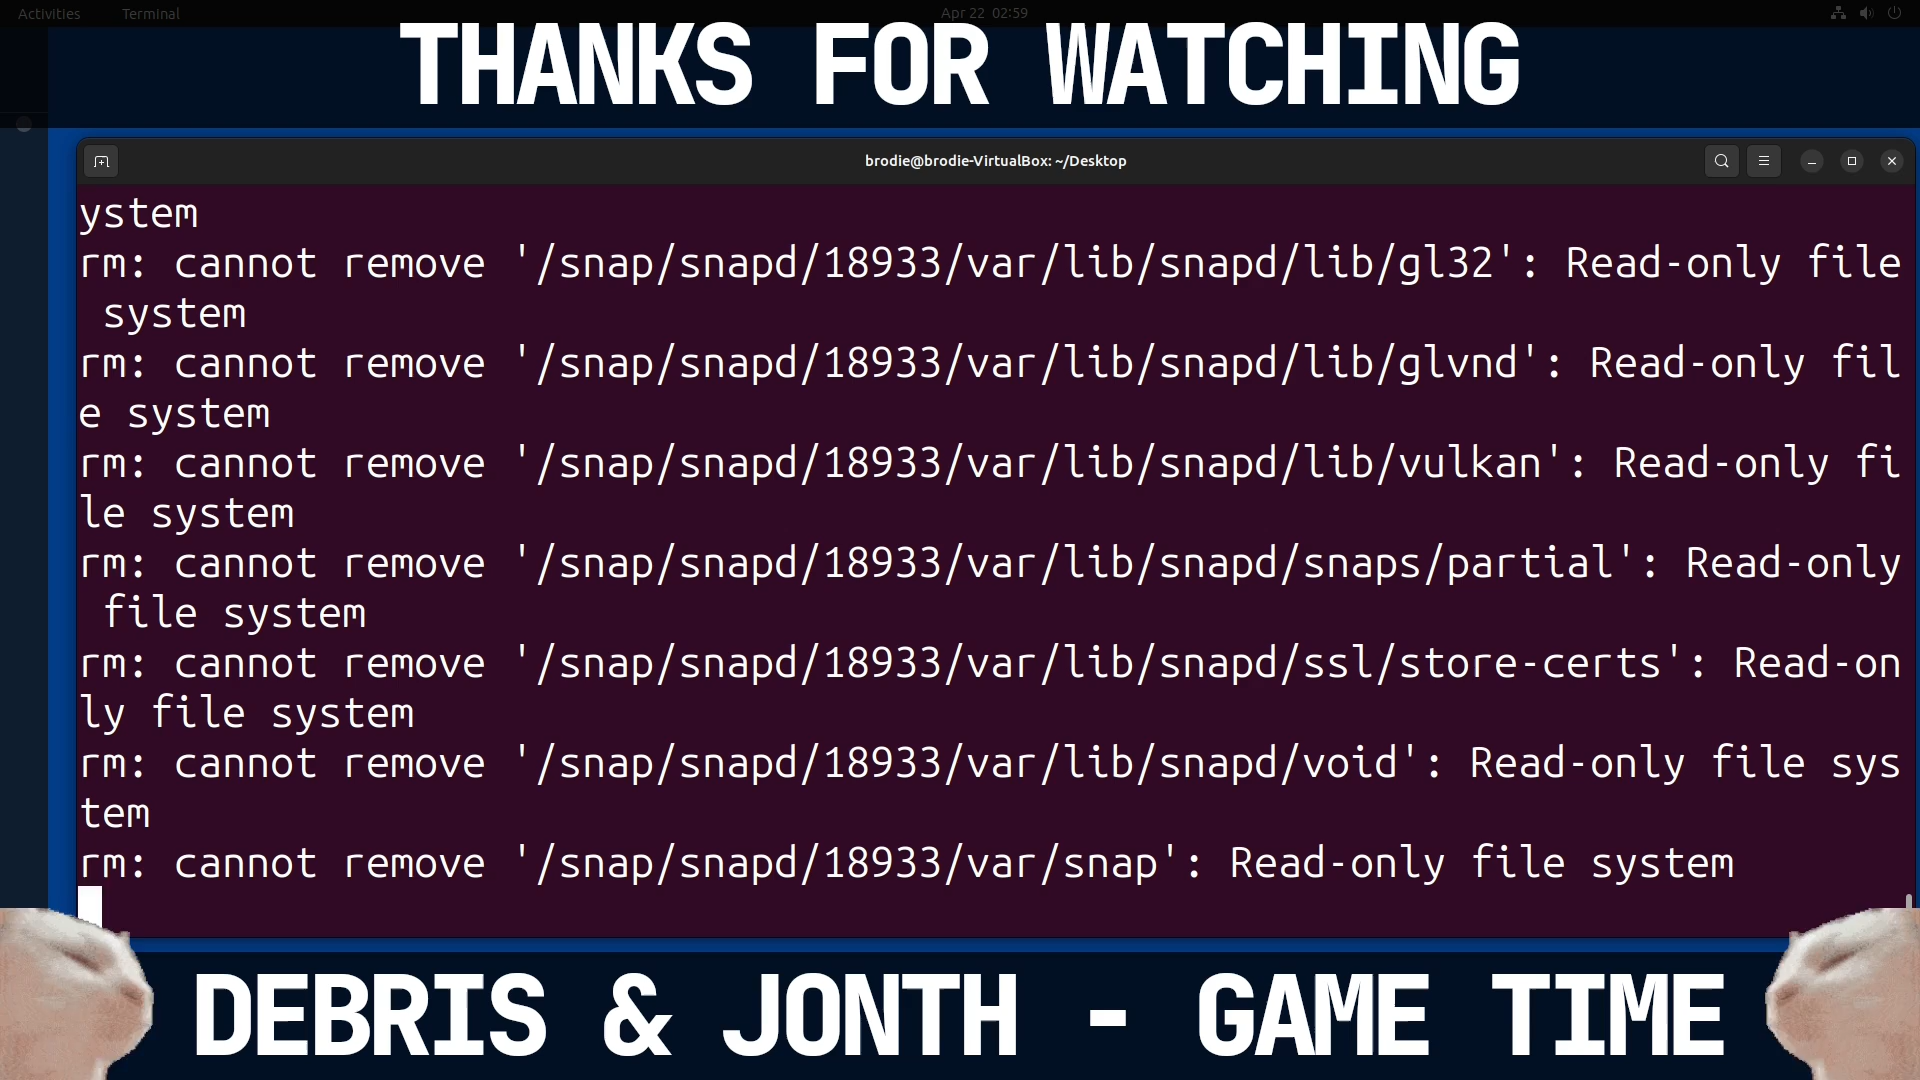 Activities Terminal Apr 22 02:59
THANKS FOR WATCHING
brodie@brodie-VirtualBox: ~/Desktop
ystem
rm: cannot remove '/snap/snapd/18933/var/lib/snapd/lib/gl32': Read-only file
 system
rm: cannot remove '/snap/snapd/18933/var/lib/snapd/lib/glvnd': Read-only fil
e system
rm: cannot remove '/snap/snapd/18933/var/lib/snapd/lib/vulkan': Read-only fi
le system
rm: cannot remove '/snap/snapd/18933/var/lib/snapd/snaps/partial': Read-only
 file system
rm: cannot remove '/snap/snapd/18933/var/lib/snapd/ssl/store-certs': Read-on
ly file system
rm: cannot remove '/snap/snapd/18933/var/lib/snapd/void': Read-only file sys
tem
rm: cannot remove '/snap/snapd/18933/var/snap': Read-only file system
DEBRIS & JONTH - GAME TIME